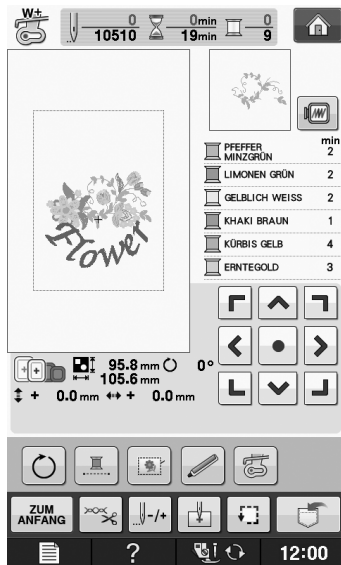 W+
0 0min 0
10510 19min 9
min
PFEFFER MINZGRÜN 2
LIMONEN GRÜN 2
GELBLICH WEISS 2
KHAKI BRAUN 1
KÜRBIS GELB 4
ERNTEGOLD 3
Flower
95.8 mm 0°
105.6 mm
+ 0.0 mm + 0.0 mm
ZUM ANFANG -/+
? 12:00